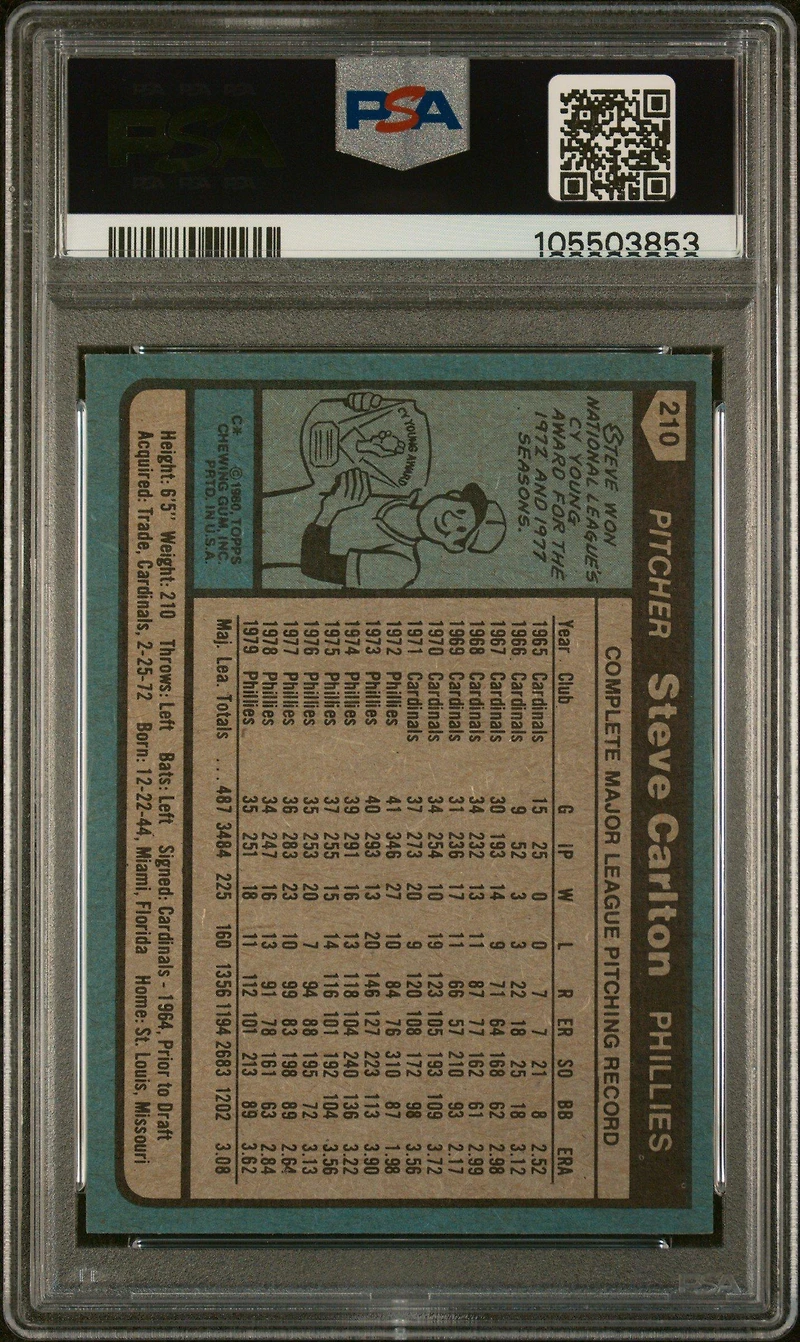 PSA
105503853
210
PITCHER Steve Carlton PHILLIES
STEVE WON
NATIONAL LEAGUE'S
CY YOUNG
AWARD FOR THE
1972 AND 1977
SEASONS.
CY YOUNG AWARD
C* ©1980, TOPPS
CHEWING GUM, INC.
PRTD. IN U.S.A.
COMPLETE MAJOR LEAGUE PITCHING RECORD
Year Club G IP W L R ER SO BB ERA
1965 Cardinals 15 25 0 0 7 7 21 8 2.52
1966 Cardinals 9 52 3 3 22 18 25 18 3.12
1967 Cardinals 30 193 14 9 71 64 168 62 2.98
1968 Cardinals 34 232 13 11 87 77 162 61 2.99
1969 Cardinals 31 236 17 11 66 57 210 93 2.17
1970 Cardinals 34 254 10 19 123 105 193 109 3.72
1971 Cardinals 37 273 20 9 120 108 172 98 3.56
1972 Phillies 41 346 27 10 84 76 310 87 1.98
1973 Phillies 40 293 13 20 146 127 223 113 3.90
1974 Phillies 39 291 16 13 118 104 240 136 3.22
1975 Phillies 37 255 15 14 116 101 192 104 3.56
1976 Phillies 35 253 20 7 94 88 195 72 3.13
1977 Phillies 36 283 23 10 99 83 198 89 2.64
1978 Phillies 34 247 16 13 91 78 161 63 2.84
1979 Phillies 35 251 18 11 112 101 213 89 3.62
Maj. Lea. Totals ... 487 3484 225 160 1356 1194 2683 1202 3.08
Height: 6'5" Weight: 210 Throws: Left Bats: Left Signed: Cardinals - 1964, Prior to Draft
Acquired: Trade, Cardinals, 2-25-72 Born: 12-22-44, Miami, Florida Home: St. Louis, Missouri